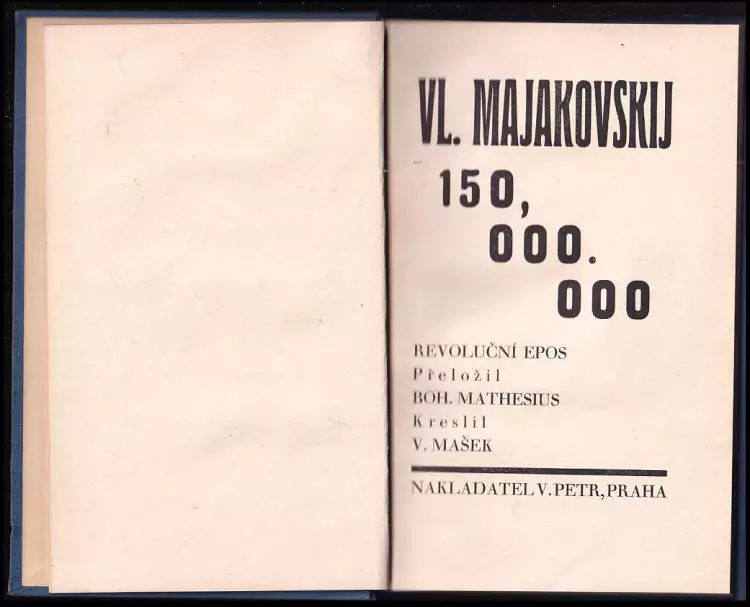 VL. MAJAKOVSKIJ
150,
000.
000
REVOLUČNÍ EPOS
Přeložil
BOH. MATHESIUS
Kreslil
V. MAŠEK
NAKLADATEL V. PETR, PRAHA